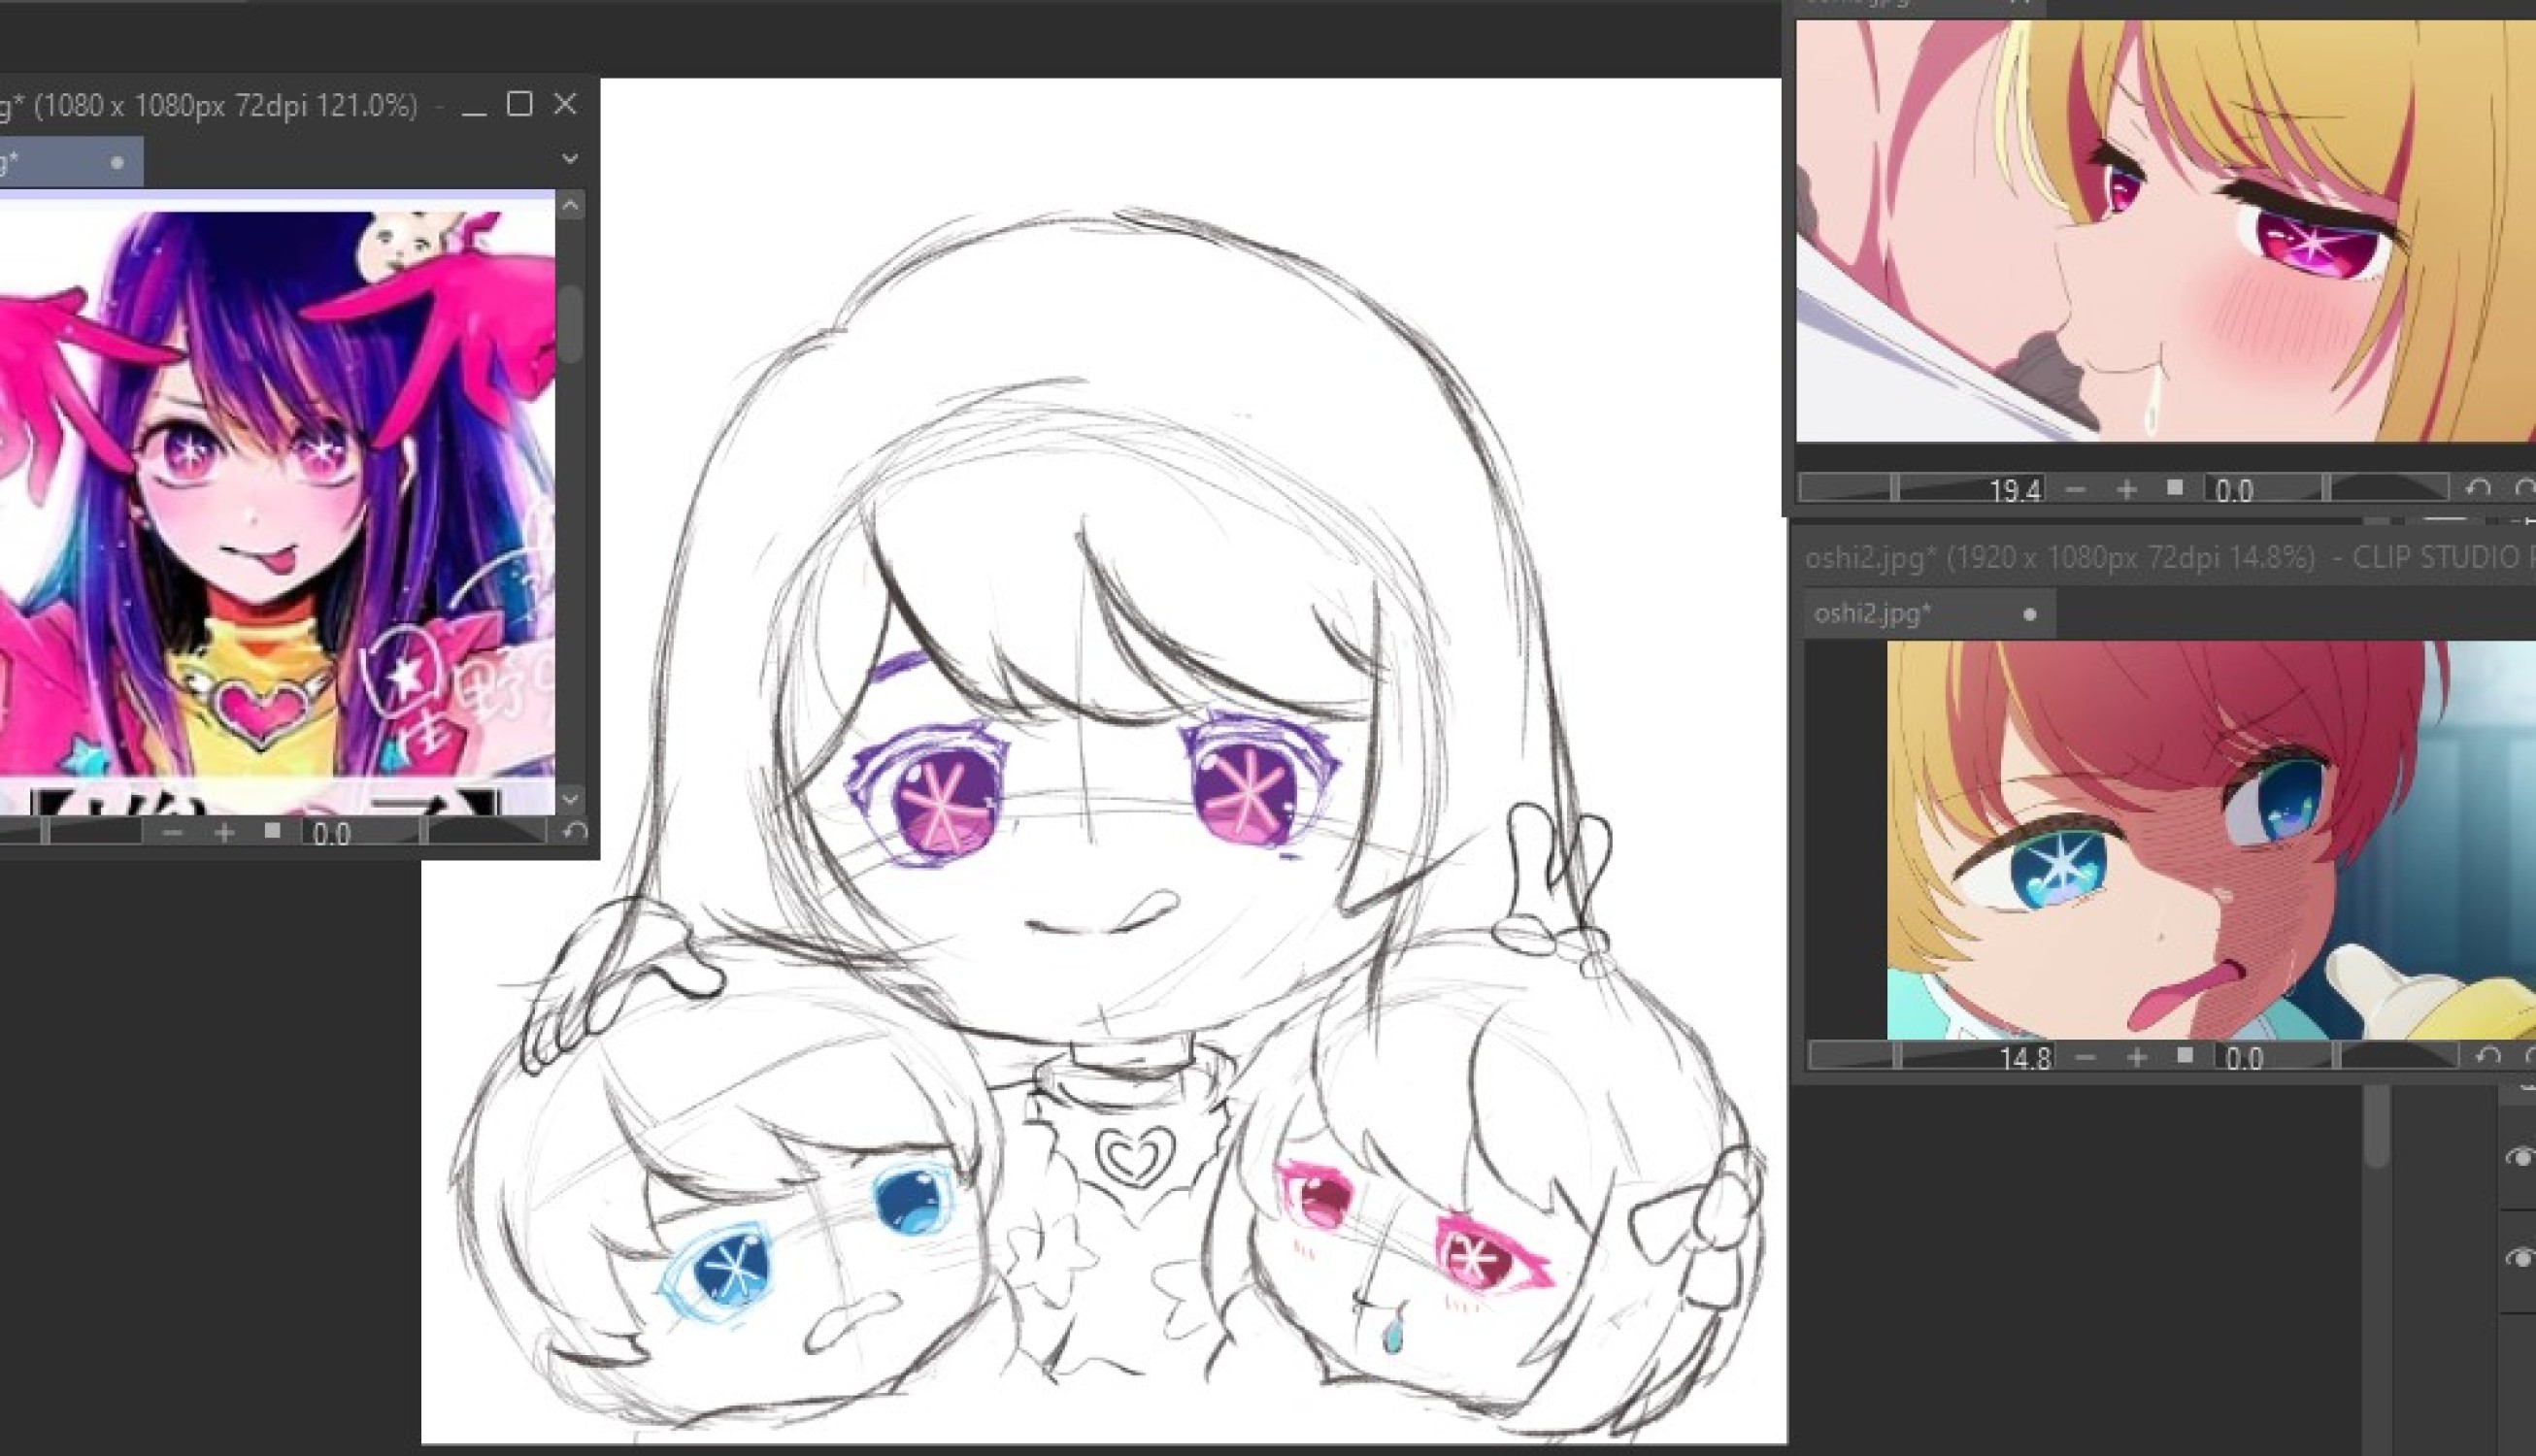 g* (1080 x 1080px 72dpi 121.0%) -
g*
0.0
19.4
0.0
oshi2.jpg* (1920 x 1080px 72dpi 14.8%) - CLIP STUDIO P
oshi2.jpg*
14.8
0.0